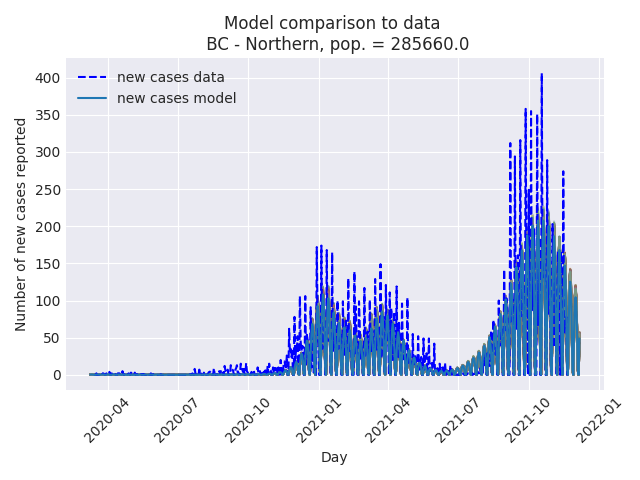 Model comparison to data
BC - Northern, pop. = 285660.0
new cases data
new cases model
Number of new cases reported
400
350
300
250
200
150
100
50
0
2020-04
2020-07
2020-10
2021-01
2021-04
2021-07
2021-10
2022-01
Day